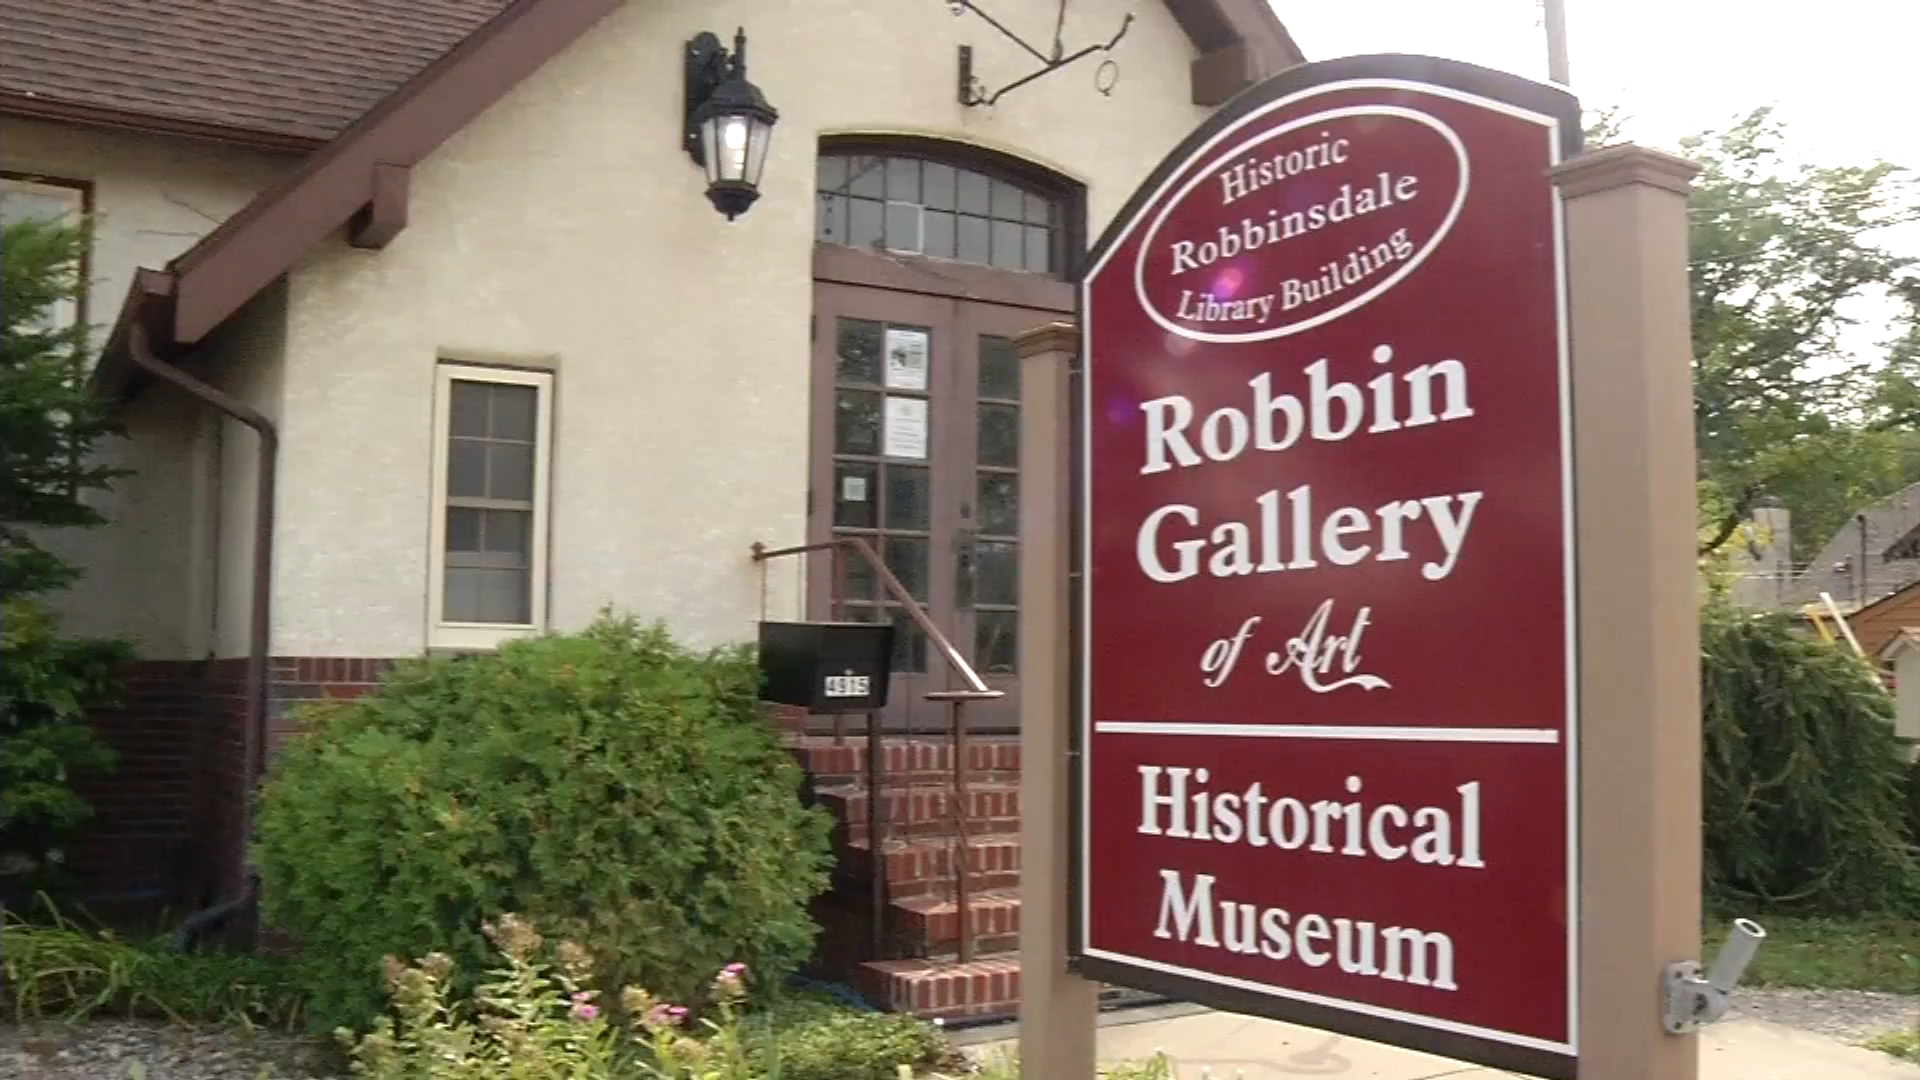 Historic
Robbinsdale
Library Building
Robbin
Gallery
of Art
Historical
Museum
4915